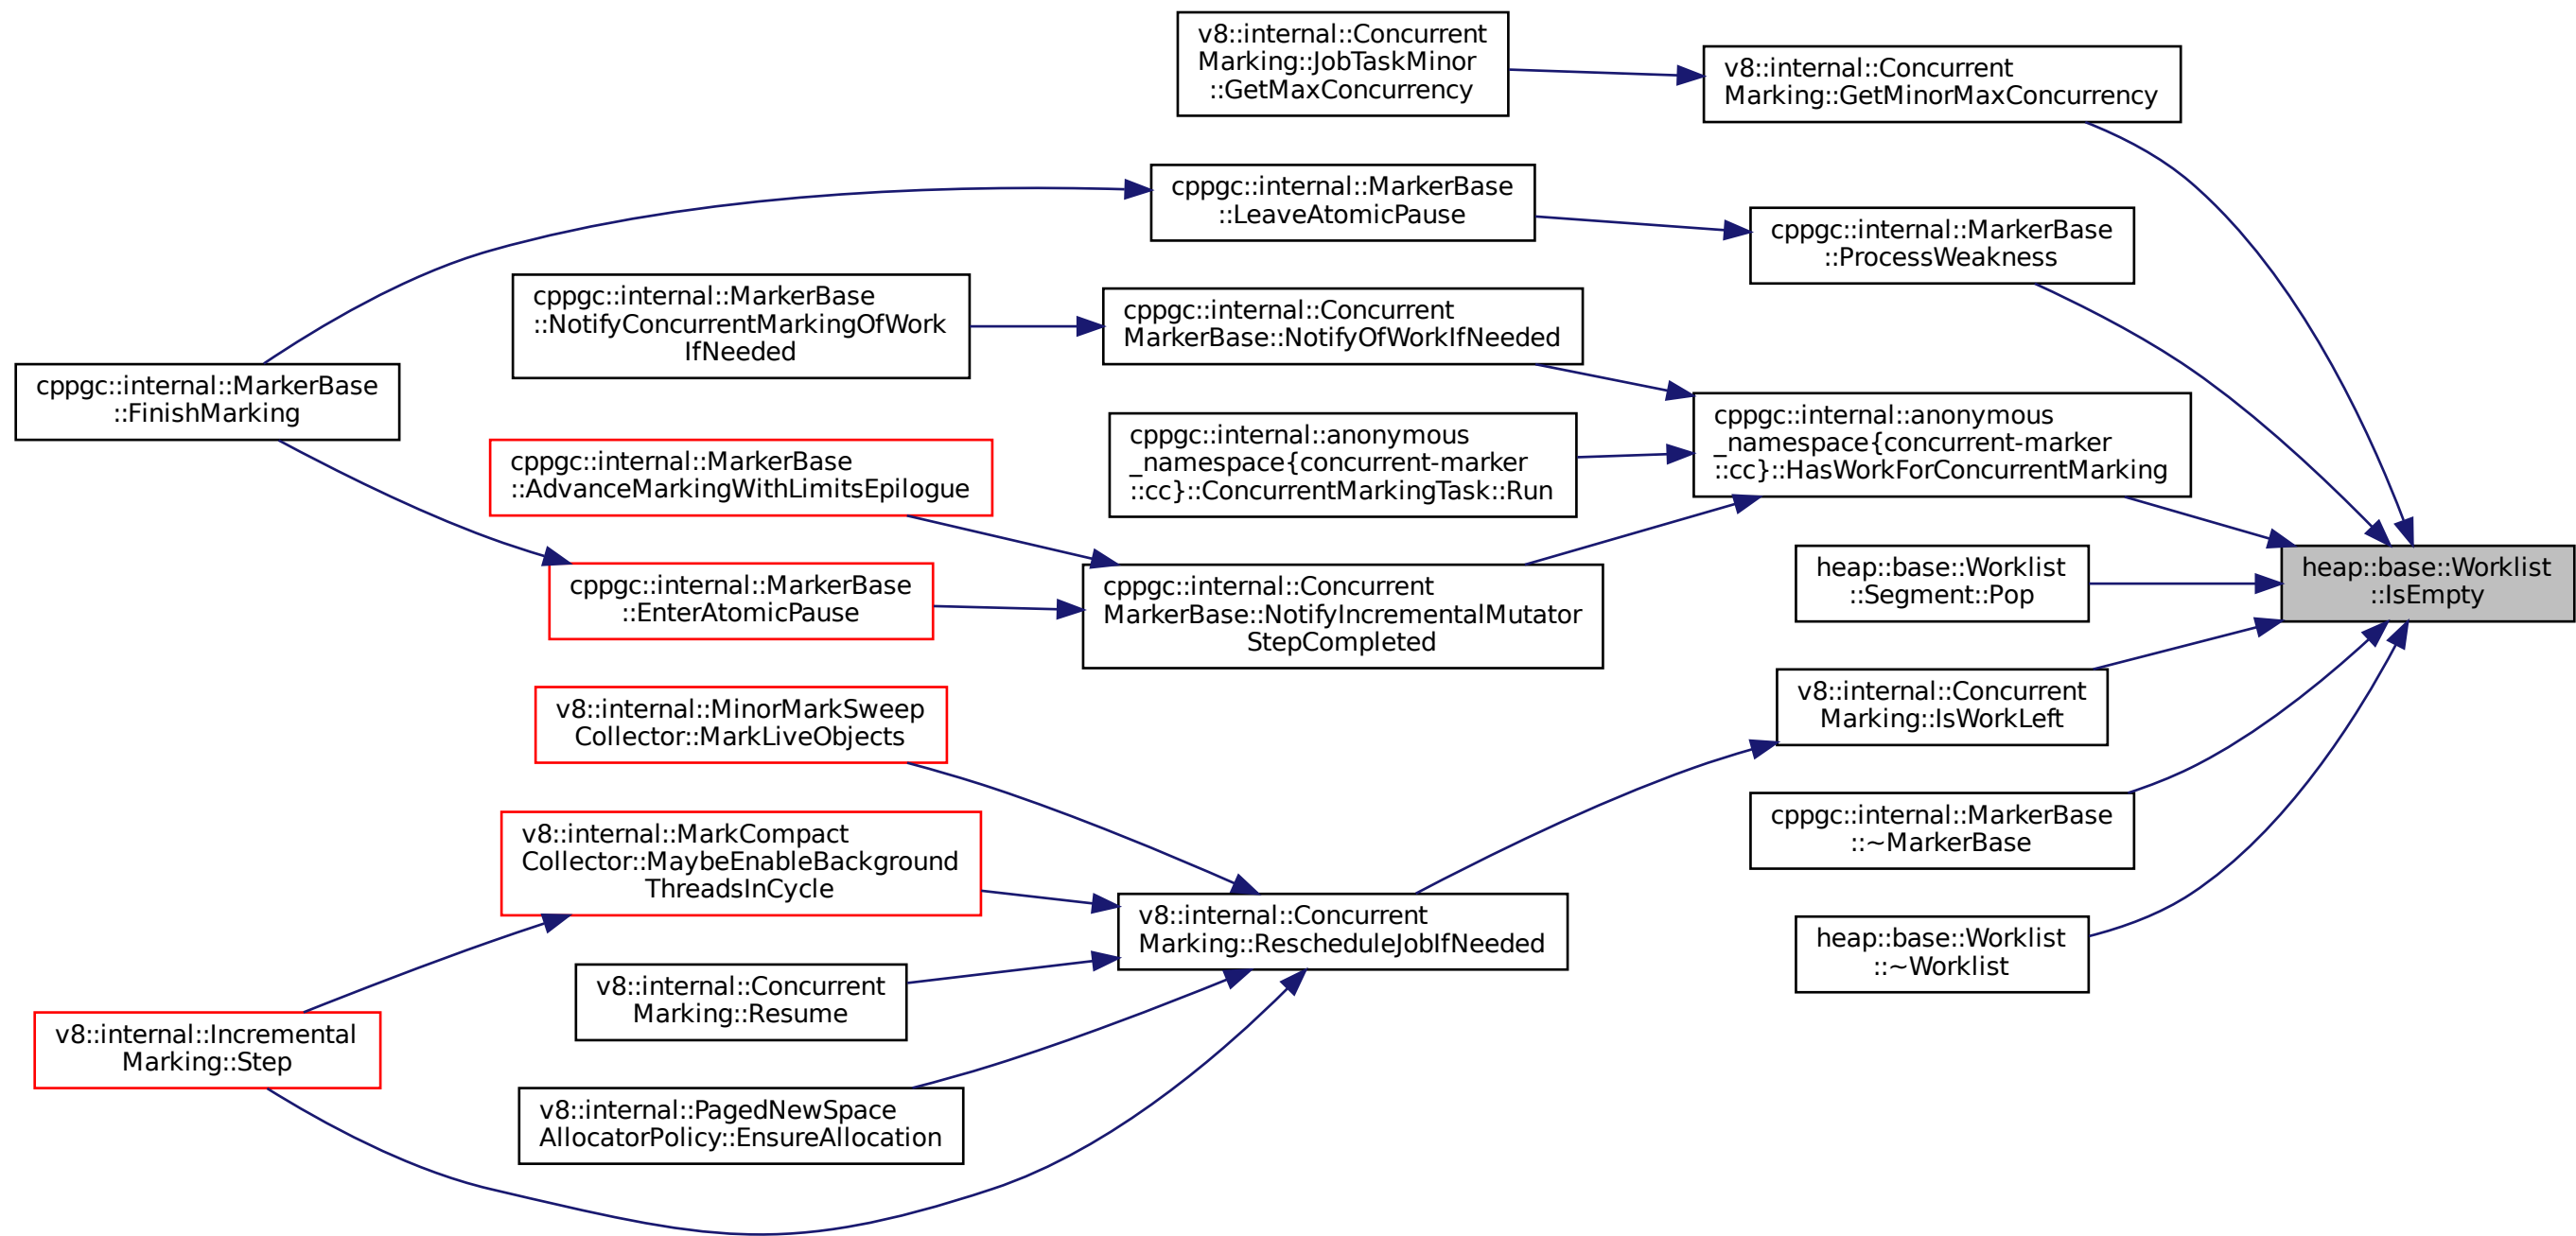 v8::internal::Concurrent
Marking::JobTaskMinor
::GetMaxConcurrency
v8::internal::Concurrent
Marking::GetMinorMaxConcurrency
cppgc::internal::MarkerBase
::LeaveAtomicPause
cppgc::internal::MarkerBase
::ProcessWeakness
cppgc::internal::MarkerBase
::NotifyConcurrentMarkingOfWork
IfNeeded
cppgc::internal::Concurrent
MarkerBase::NotifyOfWorkIfNeeded
cppgc::internal::MarkerBase
::FinishMarking
cppgc::internal::anonymous
_namespace{concurrent-marker
::cc}::HasWorkForConcurrentMarking
cppgc::internal::anonymous
_namespace{concurrent-marker
::cc}::ConcurrentMarkingTask::Run
cppgc::internal::MarkerBase
::AdvanceMarkingWithLimitsEpilogue
heap::base::Worklist
::IsEmpty
heap::base::Worklist
::Segment::Pop
cppgc::internal::MarkerBase
::EnterAtomicPause
cppgc::internal::Concurrent
MarkerBase::NotifyIncrementalMutator
StepCompleted
v8::internal::Concurrent
Marking::IsWorkLeft
v8::internal::MinorMarkSweep
Collector::MarkLiveObjects
cppgc::internal::MarkerBase
::~MarkerBase
v8::internal::MarkCompact
Collector::MaybeEnableBackground
ThreadsInCycle
v8::internal::Concurrent
Marking::RescheduleJobIfNeeded
heap::base::Worklist
::~Worklist
v8::internal::Concurrent
Marking::Resume
v8::internal::Incremental
Marking::Step
v8::internal::PagedNewSpace
AllocatorPolicy::EnsureAllocation